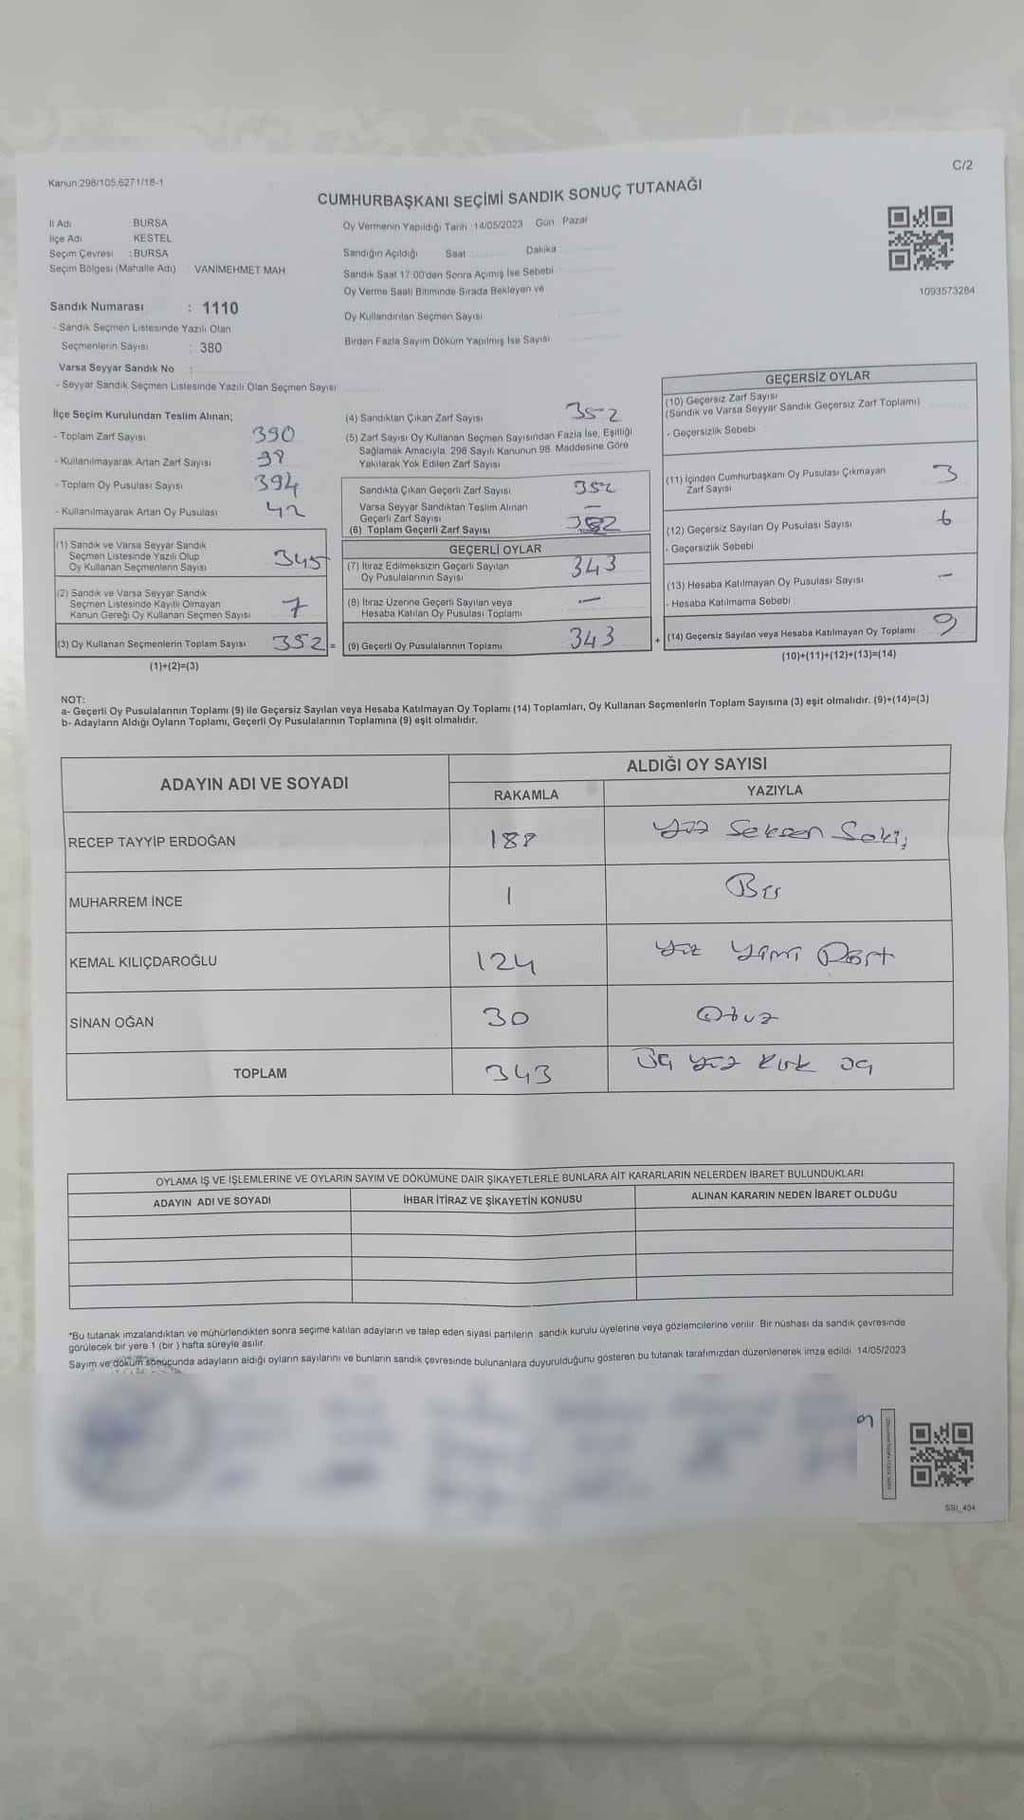 Kanun:298/105,6271/18-1
C/2
CUMHURBAŞKANI SEÇİMİ SANDIK SONUÇ TUTANAĞI
İl Adı BURSA
İlçe Adı KESTEL
Seçim Çevresi :BURSA
Seçim Bölgesi (Mahalle Adı) VANİMEHMET MAH
Oy Vermenin Yapıldığı Tarih :14/05/2023 Gün Pazar
Sandığın Açıldığı Saat Dakika
Sandık Saat 17:00'den Sonra Açılmış İse Sebebi
Oy Verme Saati Bitiminde Sırada Bekleyen ve
Oy Kullandırılan Seçmen Sayısı
Birden Fazla Sayım Döküm Yapılmış İse Sayısı
1093573284
Sandık Numarası : 1110
- Sandık Seçmen Listesinde Yazılı Olan
Seçmenlerin Sayısı : 380
Varsa Seyyar Sandık No :
- Seyyar Sandık Seçmen Listesinde Yazılı Olan Seçmen Sayısı
İlçe Seçim Kurulundan Teslim Alınan;
- Toplam Zarf Sayısı 390
- Kullanılmayarak Artan Zarf Sayısı
- Toplam Oy Pusulası Sayısı 394
- Kullanılmayarak Artan Oy Pusulası 42
(1) Sandık ve Varsa Seyyar Sandık
Seçmen Listesinde Yazılı Olup
Oy Kullanan Seçmenlerin Sayısı 345
(2) Sandık ve Varsa Seyyar Sandık
Seçmen Listesinde Kayıtlı Olmayan
Kanun Gereği Oy Kullanan Seçmen Sayısı 7
(3) Oy Kullanan Seçmenlerin Toplam Sayısı 352 =
(1)+(2)=(3)
(4) Sandıktan Çıkan Zarf Sayısı 352
(5) Zarf Sayısı Oy Kullanan Seçmen Sayısından Fazla İse, Eşitliği
Sağlamak Amacıyla, 298 Sayılı Kanunun 98. Maddesine Göre
Yakılarak Yok Edilen Zarf Sayısı
Sandıkta Çıkan Geçerli Zarf Sayısı 352
Varsa Seyyar Sandıktan Teslim Alınan
Geçerli Zarf Sayısı —
(6) Toplam Geçerli Zarf Sayısı 352
GEÇERLİ OYLAR
(7) İtiraz Edilmeksizin Geçerli Sayılan
Oy Pusulalarının Sayısı 343
(8) İtiraz Üzerine Geçerli Sayılan veya
Hesaba Katılan Oy Pusulası Toplamı —
(9) Geçerli Oy Pusulalarının Toplamı 343 +
GEÇERSİZ OYLAR
(10) Geçersiz Zarf Sayısı
(Sandık ve Varsa Seyyar Sandık Geçersiz Zarf Toplamı)
- Geçersizlik Sebebi
(11) İçinden Cumhurbaşkanı Oy Pusulası Çıkmayan
Zarf Sayısı 3
(12) Geçersiz Sayılan Oy Pusulası Sayısı 6
- Geçersizlik Sebebi
(13) Hesaba Katılmayan Oy Pusulası Sayısı —
- Hesaba Katılmama Sebebi
(14) Geçersiz Sayılan veya Hesaba Katılmayan Oy Toplamı 9
(10)+(11)+(12)+(13)=(14)
NOT:
a- Geçerli Oy Pusulalarının Toplamı (9) ile Geçersiz Sayılan veya Hesaba Katılmayan Oy Toplamı (14) Toplamları, Oy Kullanan Seçmenlerin Toplam Sayısına (3) eşit olmalıdır. (9)+(14)=(3)
b- Adayların Aldığı Oyların Toplamı, Geçerli Oy Pusulalarının Toplamına (9) eşit olmalıdır.
ADAYIN ADI VE SOYADI ALDIĞI OY SAYISI
RAKAMLA YAZIYLA
RECEP TAYYİP ERDOĞAN 188 Yüz Seksen Sekiz
MUHARREM İNCE 1 Bir
KEMAL KILIÇDAROĞLU 124 Yüz Yirmi Dört
SİNAN OĞAN 30 Otuz
TOPLAM 343 Üç Yüz Kırk üç
OYLAMA İŞ VE İŞLEMLERİNE VE OYLARIN SAYIM VE DÖKÜMÜNE DAİR ŞİKAYETLERLE BUNLARA AİT KARARLARIN NELERDEN İBARET BULUNDUKLARI
ADAYIN ADI VE SOYADI İHBAR İTİRAZ VE ŞİKAYETİN KONUSU ALINAN KARARIN NEDEN İBARET OLDUĞU
*Bu tutanak imzalandıktan ve mühürlendikten sonra seçime katılan adayların ve talep eden siyasi partilerin sandık kurulu üyelerine veya gözlemcilerine verilir. Bir nüshası da sandık çevresinde
görülecek bir yere 1 (bir ) hafta süreyle asılır.
Sayım ve döküm sonucunda adayların aldığı oyların sayılarını ve bunların sandık çevresinde bulunanlara duyurulduğunu gösteren bu tutanak tarafımızdan düzenlenerek imza edildi. 14/05/2023
SSI_404